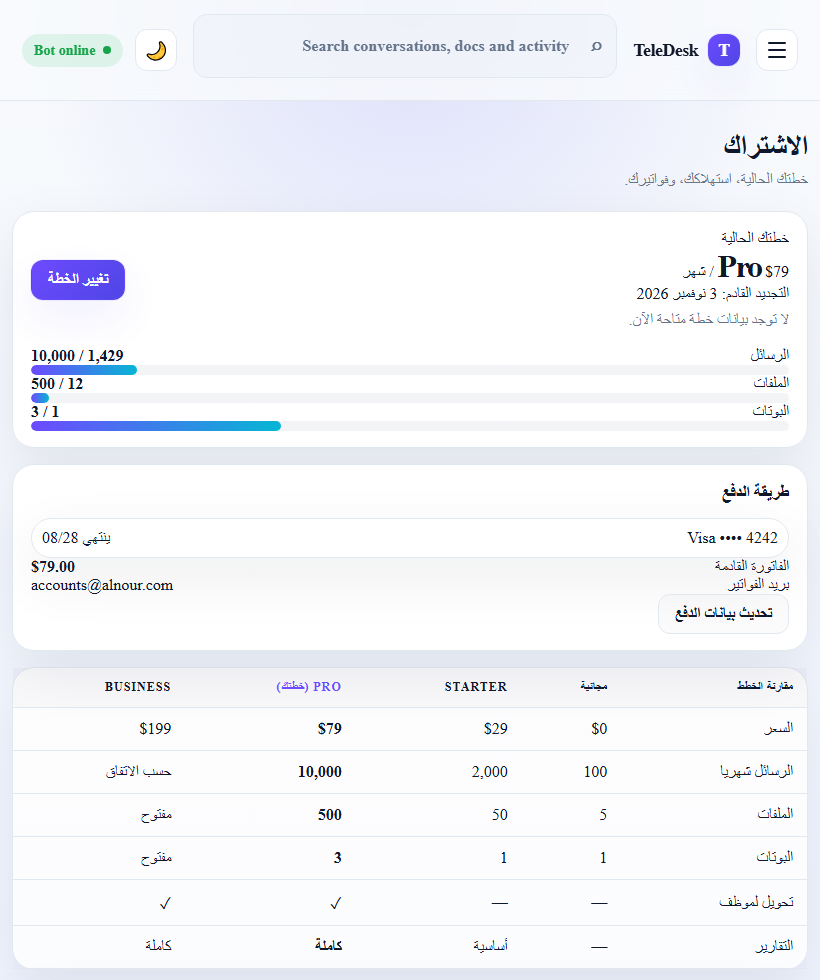 TeleDesk T
Search conversations, docs and activity
Bot online
الاشتراك
خطتك الحالية، استهلاكك، وفواتيرك.
خطتك الحالية
Pro $79 / شهر
التجديد القادم: 3 نوفمبر 2026
لا توجد بيانات خطة متاحة الآن.
تغيير الخطة
الرسائل 1,429 / 10,000
الملفات 12 / 500
البوتات 1 / 3
طريقة الدفع
Visa •••• 4242 ينتهي 08/28
الفاتورة القادمة $79.00
بريد الفواتير accounts@alnour.com
تحديث بيانات الدفع
مقارنة الخطط مجانية STARTER PRO (خطتك) BUSINESS
السعر $0 $29 $79 $199
الرسائل شهريا 100 2,000 10,000 حسب الاتفاق
الملفات 5 50 500 مفتوح
البوتات 1 1 3 مفتوح
تحويل لموظف — — ✓ ✓
التقارير — أساسية كاملة كاملة